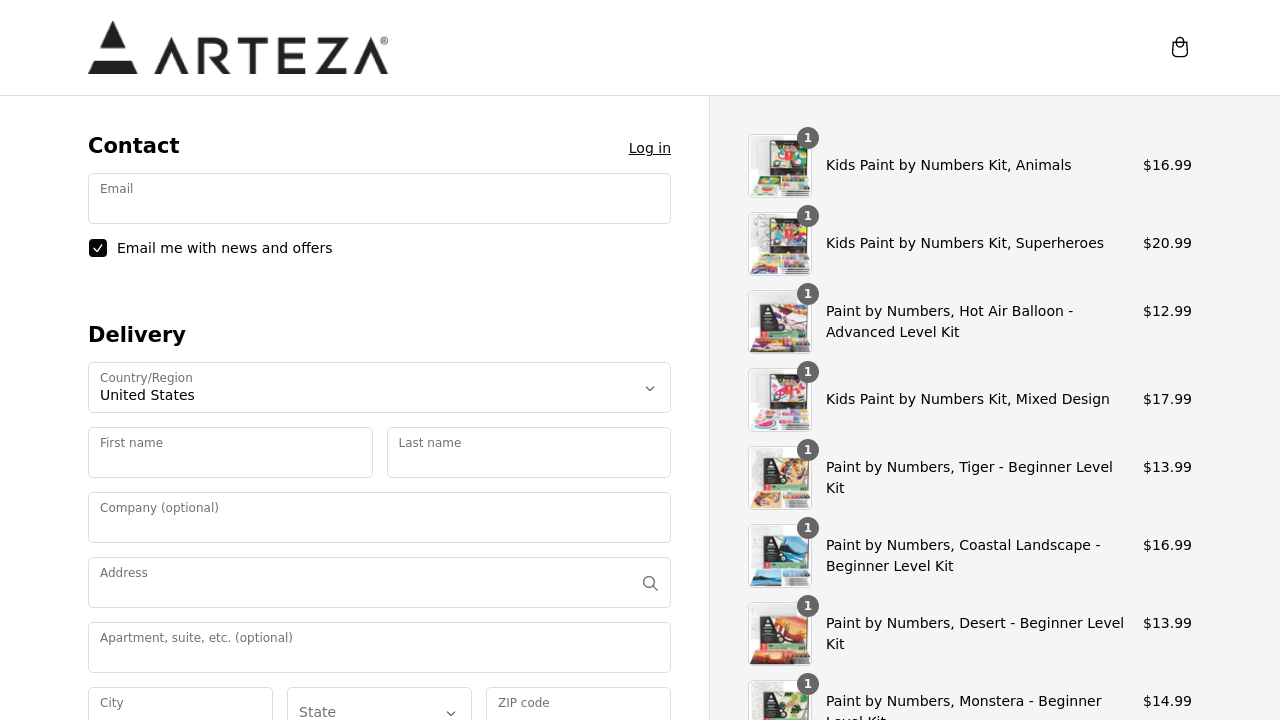 ARTEZA®
Contact
Log in
Email
Email me with news and offers
Delivery
Country/Region
United States
First name
Last name
Company (optional)
Address
Apartment, suite, etc. (optional)
City
State
ZIP code
1
Kids Paint by Numbers Kit, Animals
$16.99
1
Kids Paint by Numbers Kit, Superheroes
$20.99
1
Paint by Numbers, Hot Air Balloon -
Advanced Level Kit
$12.99
1
Kids Paint by Numbers Kit, Mixed Design
$17.99
1
Paint by Numbers, Tiger - Beginner Level
Kit
$13.99
1
Paint by Numbers, Coastal Landscape -
Beginner Level Kit
$16.99
1
Paint by Numbers, Desert - Beginner Level
Kit
$13.99
1
Paint by Numbers, Monstera - Beginner
Level Kit
$14.99